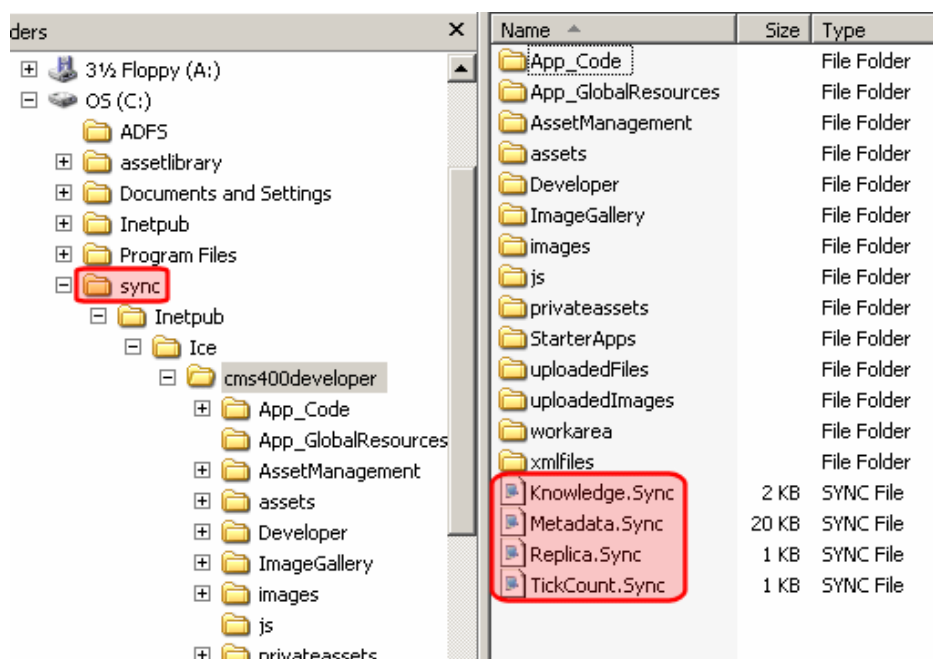 ders
3½ Floppy (A:)
OS (C:)
ADFS
assetlibrary
Documents and Settings
Inetpub
Program Files
sync
Inetpub
Ice
cms400developer
App_Code
App_GlobalResources
AssetManagement
assets
Developer
ImageGallery
images
js
privateassets
Name Size Type
App_Code File Folder
App_GlobalResources File Folder
AssetManagement File Folder
assets File Folder
Developer File Folder
ImageGallery File Folder
images File Folder
js File Folder
privateassets File Folder
StarterApps File Folder
uploadedFiles File Folder
uploadedImages File Folder
workarea File Folder
xmlfiles File Folder
Knowledge.Sync 2 KB SYNC File
Metadata.Sync 20 KB SYNC File
Replica.Sync 1 KB SYNC File
TickCount.Sync 1 KB SYNC File